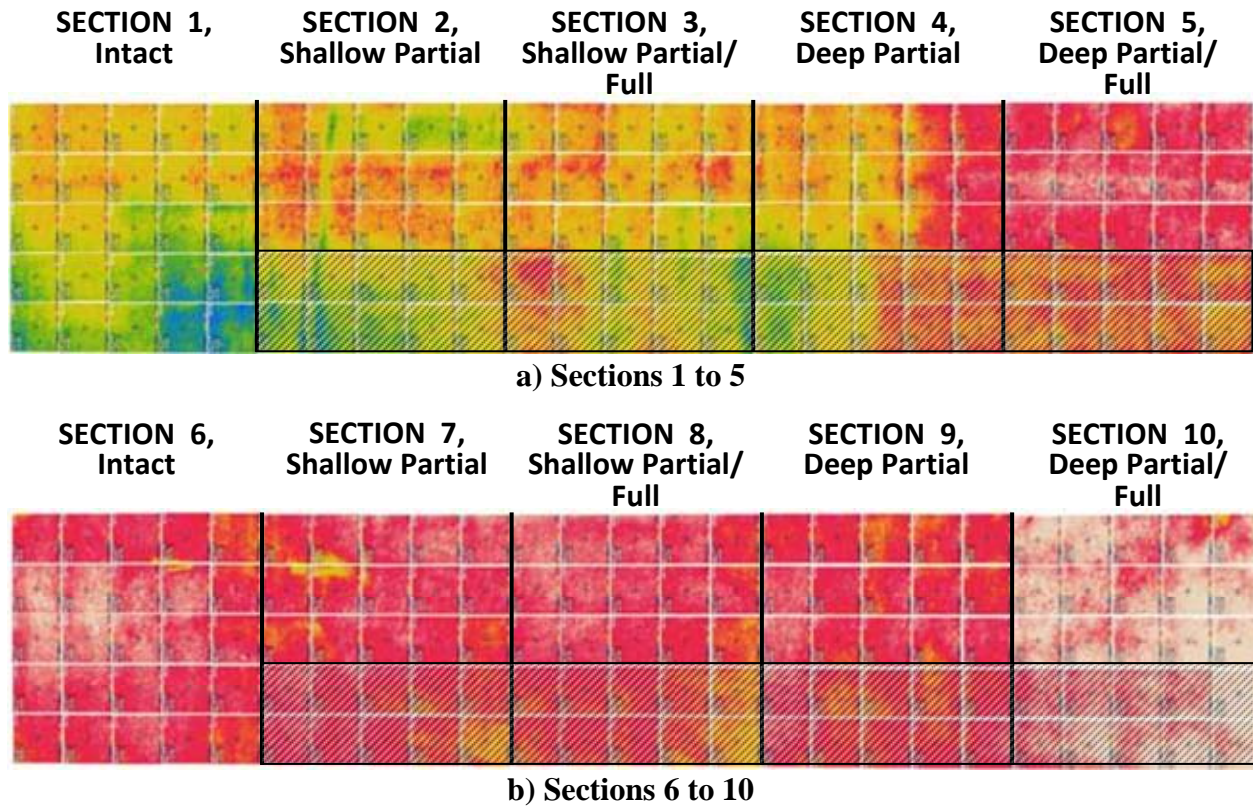 SECTION 1,
Intact
SECTION 2,
Shallow Partial
SECTION 3,
Shallow Partial/
Full
SECTION 4,
Deep Partial
SECTION 5,
Deep Partial/
Full
a) Sections 1 to 5
SECTION 6,
Intact
SECTION 7,
Shallow Partial
SECTION 8,
Shallow Partial/
Full
SECTION 9,
Deep Partial
SECTION 10,
Deep Partial/
Full
b) Sections 6 to 10